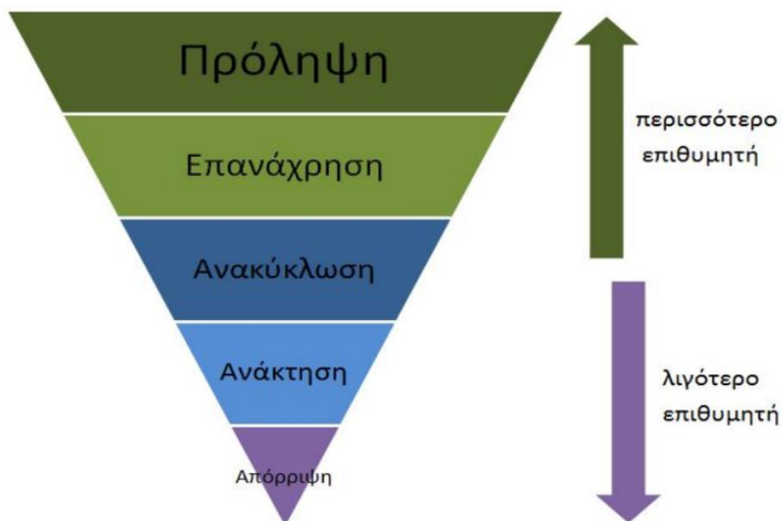 Πρόληψη
Επανάχρηση
Ανακύκλωση
Ανάκτηση
Απόρριψη
περισσότερο
επιθυμητή
λιγότερο
επιθυμητή